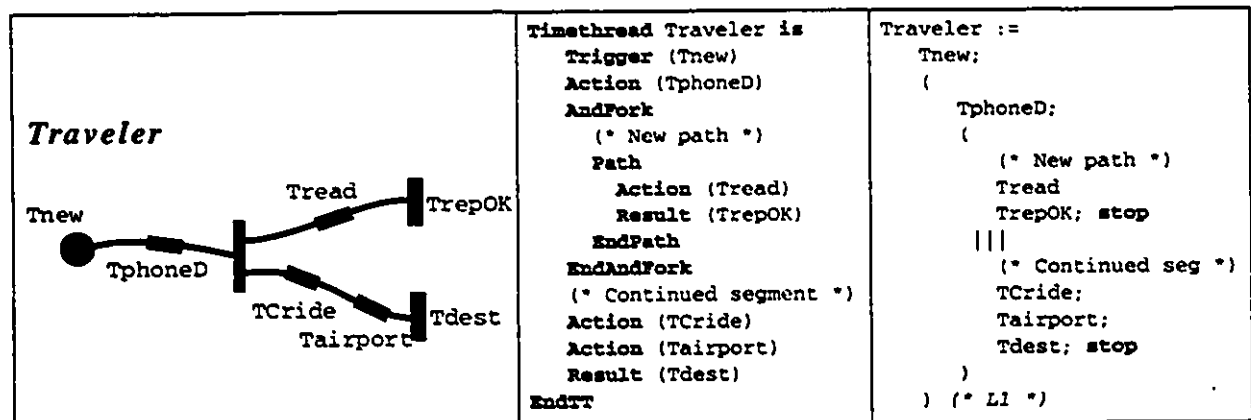 Traveler
Tnew
TphoneD
Tread
TrepOK
TCride
Tairport
Tdest
Timethread Traveler is
Trigger (Tnew)
Action (TphoneD)
AndFork
(* New path *)
Path
Action (Tread)
Result (TrepOK)
EndPath
EndAndFork
(* Continued segment *)
Action (TCride)
Action (Tairport)
Result (Tdest)
EndTT
Traveler :=
Tnew;
(
TphoneD;
(
(* New path *)
Tread
TrepOK; stop
|||
(* Continued seg *)
TCride;
Tairport;
Tdest; stop
)
) (* L1 *)